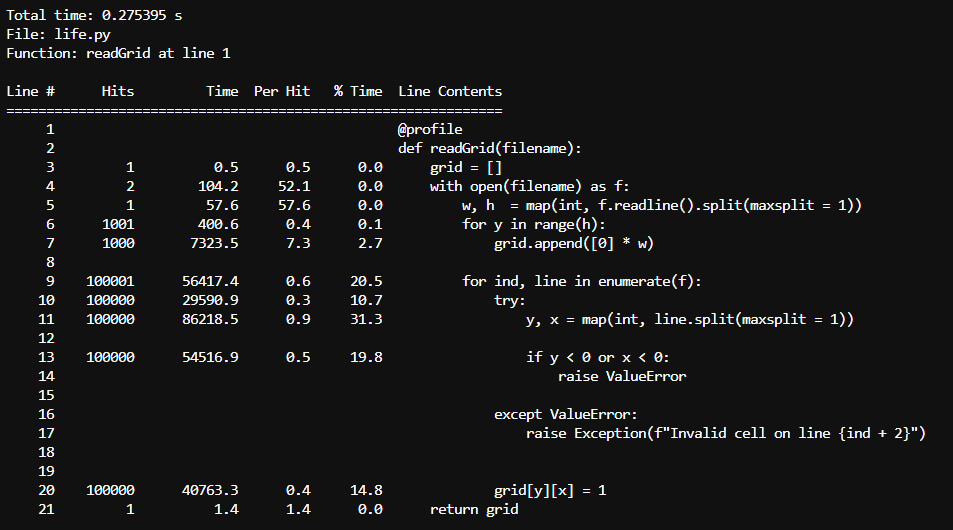 Total time: 0.275395 s
File: life.py
Function: readGrid at line 1

Line #      Hits         Time  Per Hit   % Time  Line Contents
==============================================================
     1                                           @profile
     2                                           def readGrid(filename):
     3         1          0.5      0.5      0.0      grid = []
     4         2        104.2     52.1      0.0      with open(filename) as f:
     5         1         57.6     57.6      0.0          w, h  = map(int, f.readline().split(maxsplit = 1))
     6      1001        400.6      0.4      0.1          for y in range(h):
     7      1000       7323.5      7.3      2.7              grid.append([0] * w)
     8
     9    100001      56417.4      0.6     20.5          for ind, line in enumerate(f):
    10    100000      29590.9      0.3     10.7              try:
    11    100000      86218.5      0.9     31.3                  y, x = map(int, line.split(maxsplit = 1))
    12
    13    100000      54516.9      0.5     19.8                  if y < 0 or x < 0:
    14                                                               raise ValueError
    15
    16                                                       except ValueError:
    17                                                           raise Exception(f"Invalid cell on line {ind + 2}")
    18
    19
    20    100000      40763.3      0.4     14.8              grid[y][x] = 1
    21         1          1.4      1.4      0.0      return grid